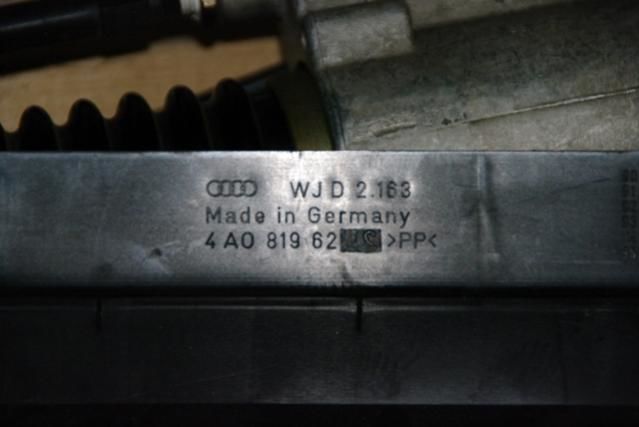 WJD 2.163
Made in Germany
4A0 819 62 >PP<